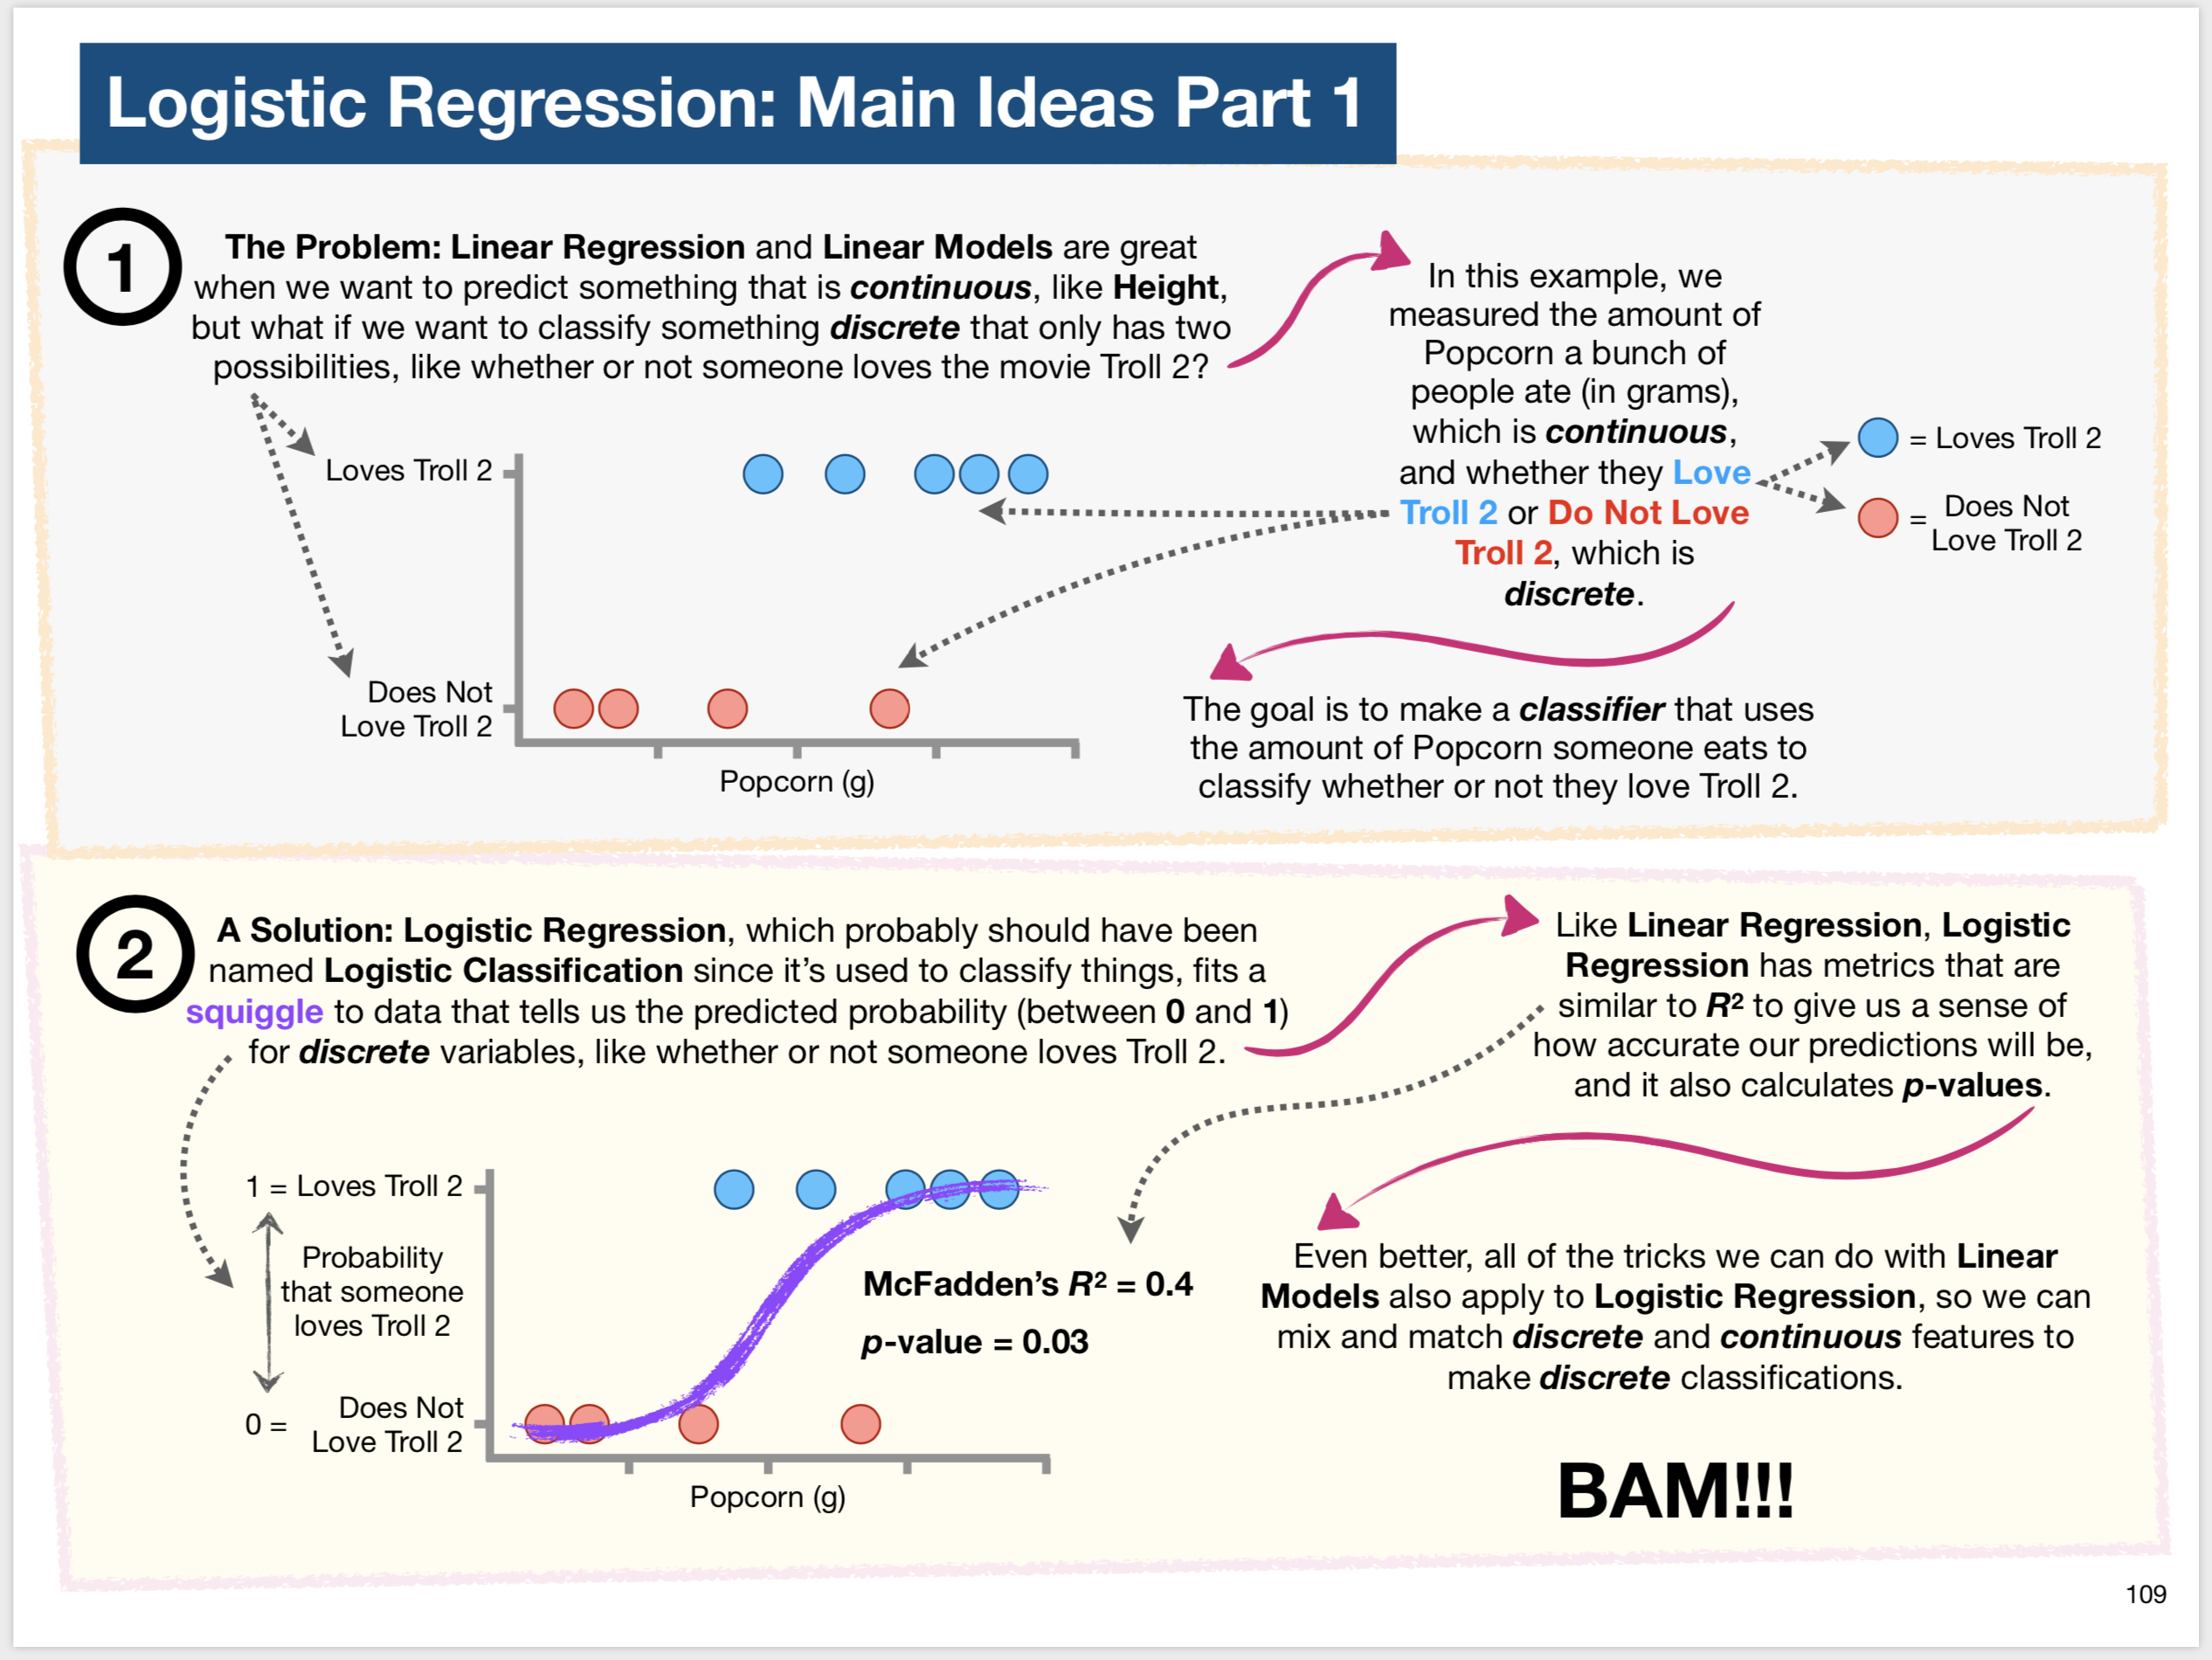 Logistic Regression: Main Ideas Part 1
1
The Problem: Linear Regression and Linear Models are great
when we want to predict something that is continuous, like Height,
but what if we want to classify something discrete that only has two
possibilities, like whether or not someone loves the movie Troll 2?
In this example, we
measured the amount of
Popcorn a bunch of
people ate (in grams),
which is continuous,
and whether they Love
Troll 2 or Do Not Love
Troll 2, which is
discrete.
= Loves Troll 2
= Does Not
Love Troll 2
Loves Troll 2
Does Not
Love Troll 2
Popcorn (g)
The goal is to make a classifier that uses
the amount of Popcorn someone eats to
classify whether or not they love Troll 2.
2
A Solution: Logistic Regression, which probably should have been
named Logistic Classification since it’s used to classify things, fits a
squiggle to data that tells us the predicted probability (between 0 and 1)
for discrete variables, like whether or not someone loves Troll 2.
Like Linear Regression, Logistic
Regression has metrics that are
similar to R² to give us a sense of
how accurate our predictions will be,
and it also calculates p-values.
1 = Loves Troll 2
Probability
that someone
loves Troll 2
0 = Does Not
Love Troll 2
Popcorn (g)
McFadden’s R² = 0.4
p-value = 0.03
Even better, all of the tricks we can do with Linear
Models also apply to Logistic Regression, so we can
mix and match discrete and continuous features to
make discrete classifications.
BAM!!!
109